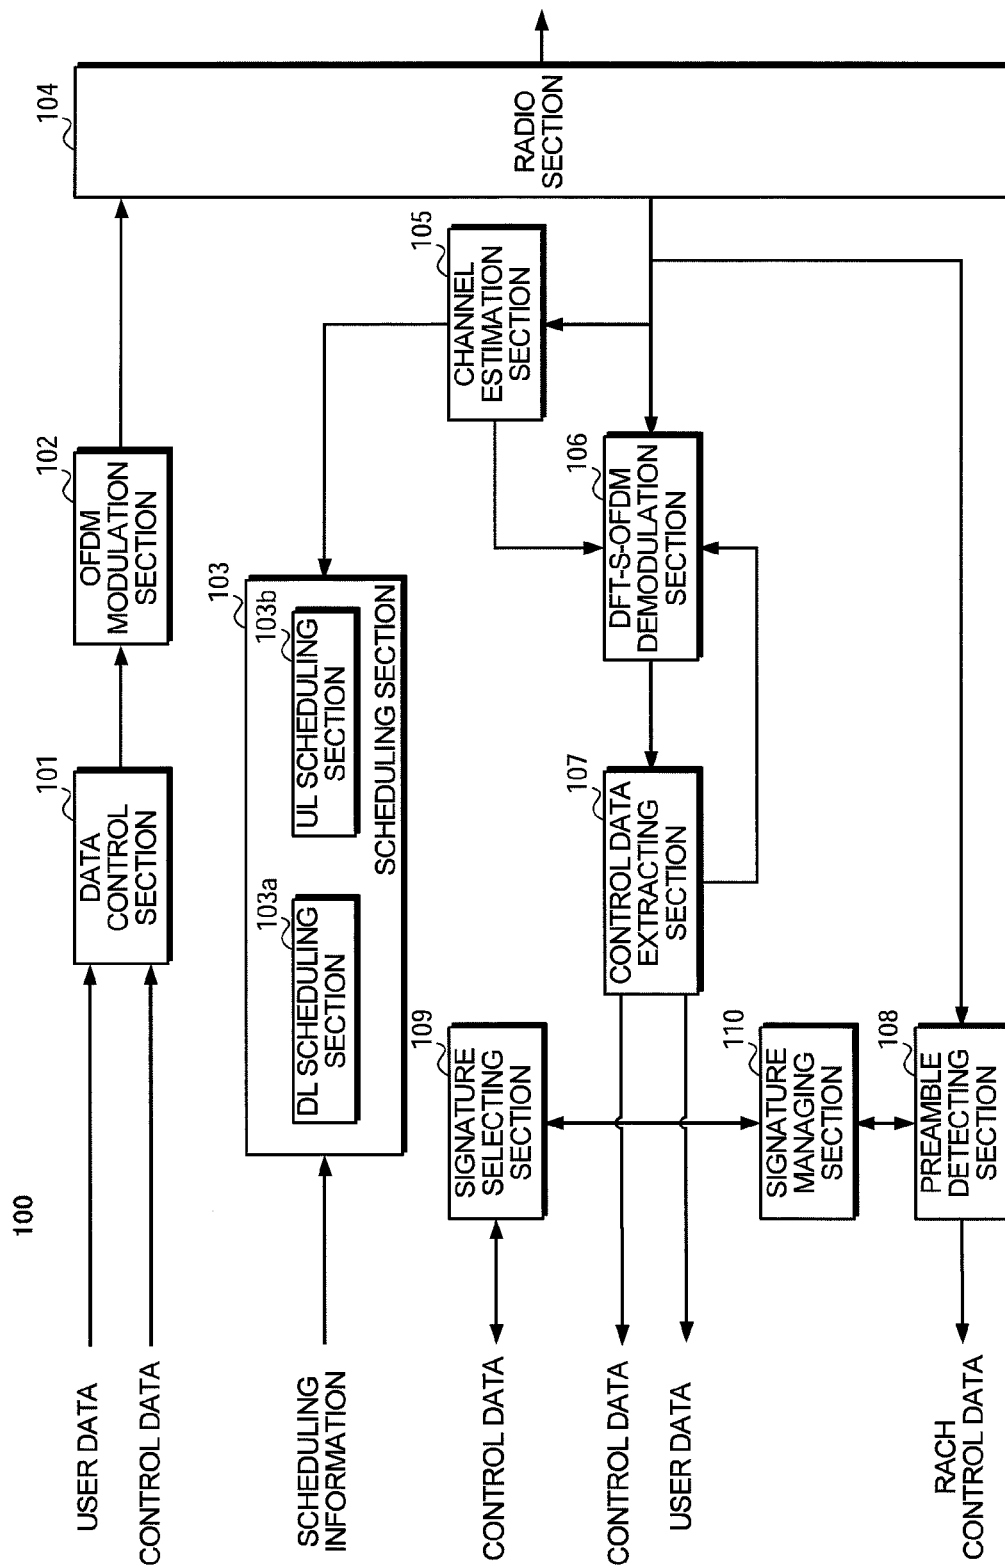 100
USER DATA
CONTROL DATA
101
DATA
CONTROL
SECTION
102
OFDM
MODULATION
SECTION
104
RADIO
SECTION
SCHEDULING
INFORMATION
103
103a
DL SCHEDULING
SECTION
103b
UL SCHEDULING
SECTION
SCHEDULING SECTION
105
CHANNEL
ESTIMATION
SECTION
CONTROL DATA
109
SIGNATURE
SELECTING
SECTION
CONTROL DATA
USER DATA
107
CONTROL DATA
EXTRACTING
SECTION
106
DFT-S-OFDM
DEMODULATION
SECTION
110
SIGNATURE
MANAGING
SECTION
RACH
CONTROL DATA
108
PREAMBLE
DETECTING
SECTION